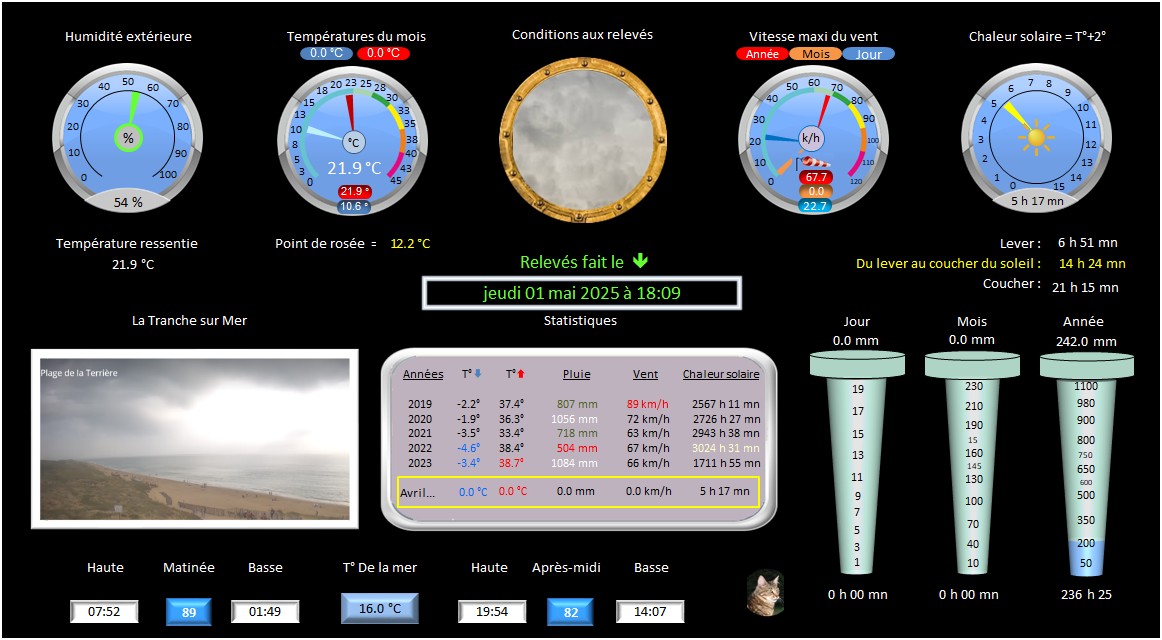 Humidité extérieure
Températures du mois
Conditions aux relevés
Vitesse maxi du vent
Chaleur solaire = T°+2°
0.0 °C 0.0 °C
Année Mois Jour
0 10 20 30 40 50 60 70 80 90 100
%
54 %
0 3 5 8 10 13 15 18 20 23 25 28 30 33 35 38 40 43 45
°C
21.9 °C
21.9 °
10.6 °
0 10 20 30 40 50 60 70 80 90 100 110 120
k/h
67.7
0.0
22.7
0 1 2 3 4 5 6 7 8 9 10 11 12 13 14 15
5 h 17 mn
Température ressentie
21.9 °C
Point de rosée = 12.2 °C
Lever : 6 h 51 mn
Du lever au coucher du soleil : 14 h 24 mn
Coucher : 21 h 15 mn
Relevés fait le
jeudi 01 mai 2025 à 18:09
La Tranche sur Mer
Statistiques
Plage de la Terrière
Années T° T° Pluie Vent Chaleur solaire
2019 -2.2° 37.4° 807 mm 89 km/h 2567 h 11 mn
2020 -1.9° 36.3° 1056 mm 72 km/h 2726 h 27 mn
2021 -3.5° 33.4° 718 mm 63 km/h 2943 h 38 mn
2022 -4.6° 38.4° 504 mm 67 km/h 3024 h 31 mn
2023 -3.4° 38.7° 1084 mm 66 km/h 1711 h 55 mn
Avril... 0.0 °C 0.0 °C 0.0 mm 0.0 km/h 5 h 17 mn
Jour
0.0 mm
19
17
15
13
11
9
7
5
3
1
0 h 00 mn
Mois
0.0 mm
230
210
190
15
160
145
130
100
70
40
10
0 h 00 mn
Année
242.0 mm
1100
980
900
800
750
650
600
500
350
200
50
236 h 25
Haute Matinée Basse
07:52 89 01:49
T° De la mer
16.0 °C
Haute Après-midi Basse
19:54 82 14:07